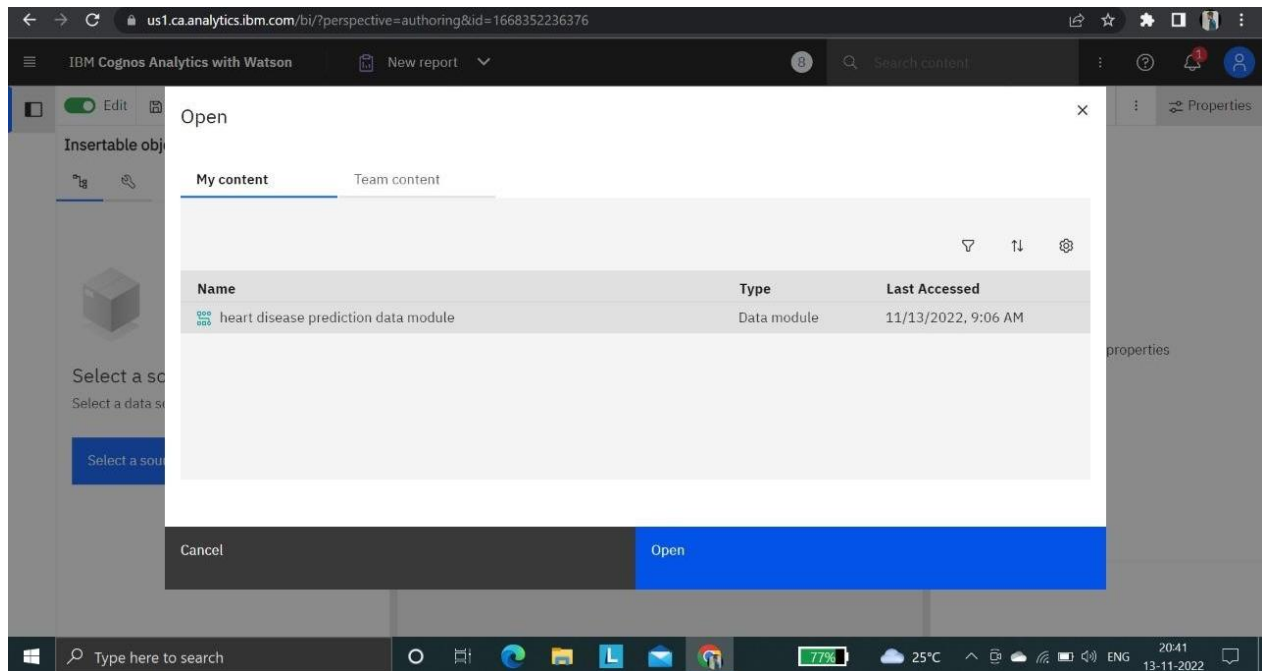 us1.ca.analytics.ibm.com/bi/?perspective=authoring&id=1668352236376
IBM Cognos Analytics with Watson
New report
8
Search content
1
Edit
Properties
Insertable obj
Open
My content
Team content
Name Type Last Accessed
heart disease prediction data module Data module 11/13/2022, 9:06 AM
properties
Select a so
Select a data s
Select a sou
Cancel
Open
Type here to search
L
77%
25°C
ENG
20:41
13-11-2022